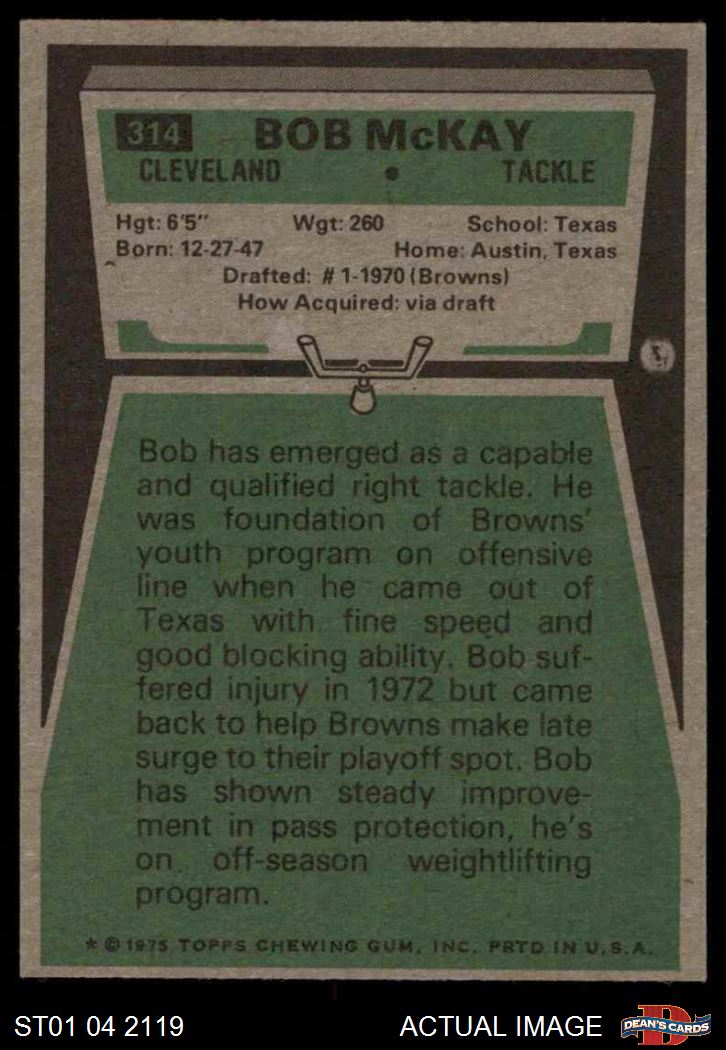 314 BOB McKAY
CLEVELAND • TACKLE
Hgt: 6'5" Wgt: 260 School: Texas
Born: 12-27-47 Home: Austin, Texas
Drafted: # 1-1970 (Browns)
How Acquired: via draft
Bob has emerged as a capable
and qualified right tackle. He
was foundation of Browns'
youth program on offensive
line when he came out of
Texas with fine speed and
good blocking ability. Bob suf-
fered injury in 1972 but came
back to help Browns make late
surge to their playoff spot. Bob
has shown steady improve-
ment in pass protection, he's
on off-season weightlifting
program.
* © 1975 TOPPS CHEWING GUM, INC. PRTD IN U.S.A.
ST01 04 2119 ACTUAL IMAGE D DEAN'S CARDS